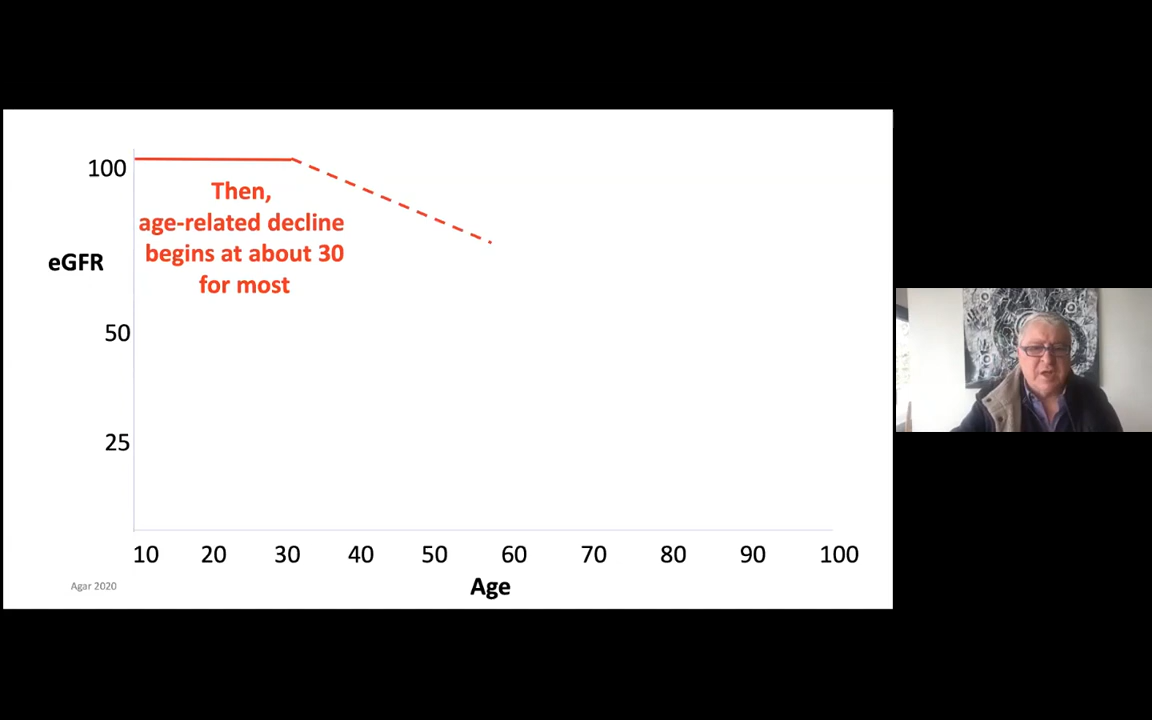 100
Then,
age-related decline
begins at about 30
for most
eGFR
50
25
10 20 30 40 50 60 70 80 90 100
Age
Agar 2020